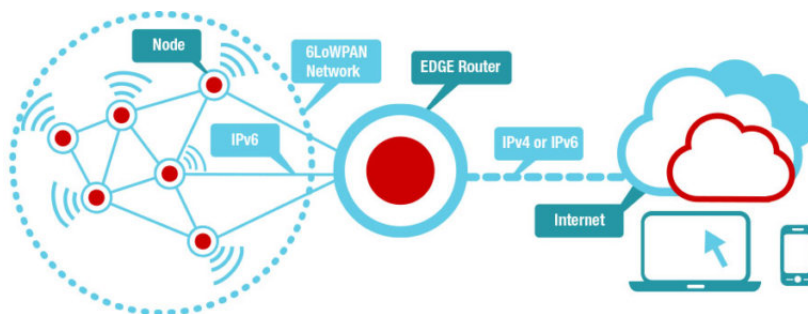 Node
6LoWPAN
Network
EDGE Router
IPv6
IPv4 or IPv6
Internet